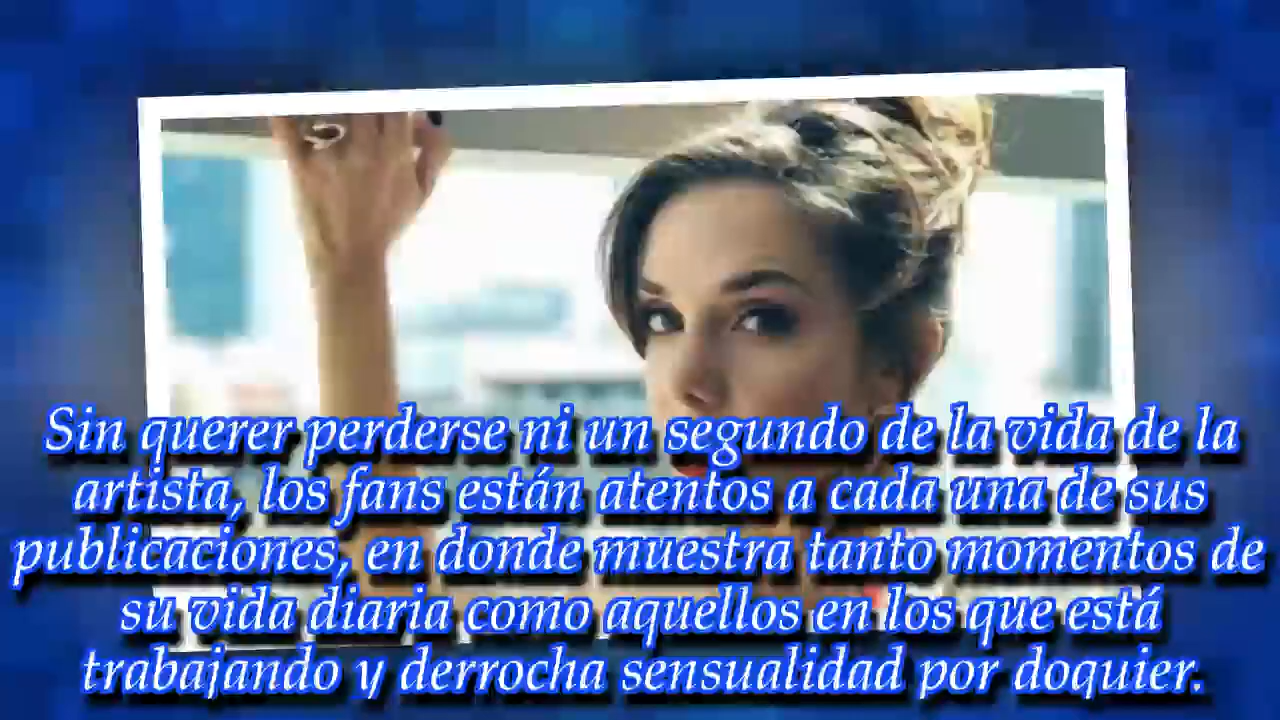 Sin querer perderse ni un segundo de la vida de la
artista, los fans están atentos a cada una de sus
publicaciones, en donde muestra tanto momentos de
su vida diaria como aquellos en los que está
trabajando y derrocha sensualidad por doquier.